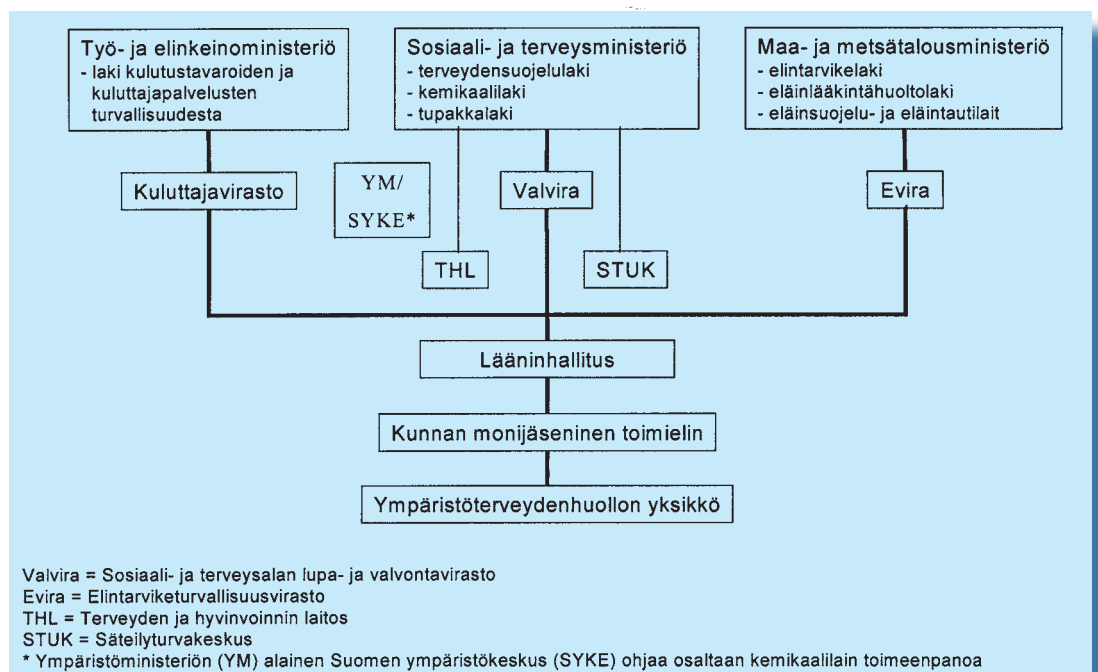 Työ- ja elinkeinoministeriö
- laki kulutustavaroiden ja
kuluttajapalvelusten
turvallisuudesta
Sosiaali- ja terveysministeriö
- terveydensuojelulaki
- kemikaalilaki
- tupakkalaki
Maa- ja metsätalousministeriö
- elintarvikelaki
- eläinlääkintähuoltolaki
- eläinsuojelu- ja eläintautilait
Kuluttajavirasto
YM/
SYKE*
Valvira
Evira
THL
STUK
Lääninhallitus
Kunnan monijäseninen toimielin
Ympäristöterveydenhuollon yksikkö
Valvira = Sosiaali- ja terveysalan lupa- ja valvontavirasto
Evira = Elintarviketurvallisuusvirasto
THL = Terveyden ja hyvinvoinnin laitos
STUK = Säteilyturvakeskus
* Ympäristöministeriön (YM) alainen Suomen ympäristökeskus (SYKE) ohjaa osaltaan kemikaalilain toimeenpanoa